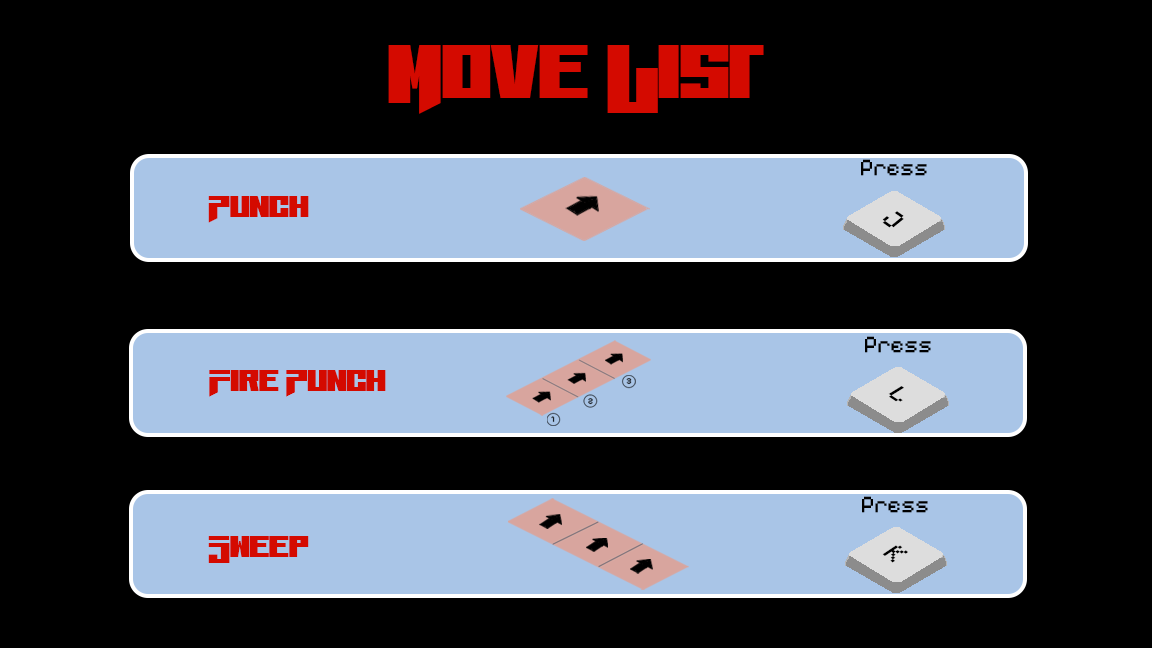 Move List
Press
Punch
J
Press
Fire Punch
L
③
②
①
Press
Sweep
K